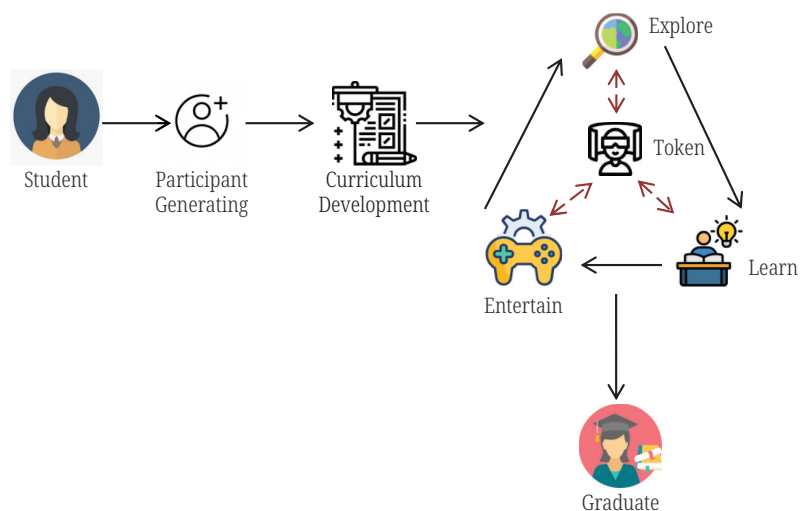 Explore
Token
Student
Participant
Generating
Curriculum
Development
Learn
Entertain
Graduate